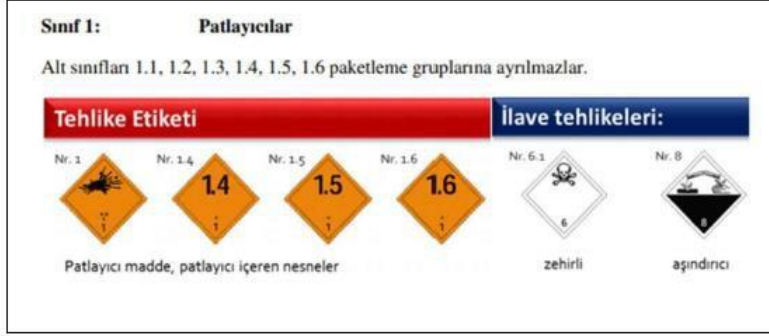 Sınıf 1: Patlayıcılar
Alt sınıfları 1.1, 1.2, 1.3, 1.4, 1.5, 1.6 paketleme gruplarına ayrılmazlar.
Tehlike Etiketi İlave tehlikeleri:
Nr. 1 Nr. 1.4 Nr. 1.5 Nr. 1.6 Nr. 6.1 Nr. 8
1.4 1.5 1.6
1 1 1 1 6 8
Patlayıcı madde, patlayıcı içeren nesneler zehirli aşındırıcı